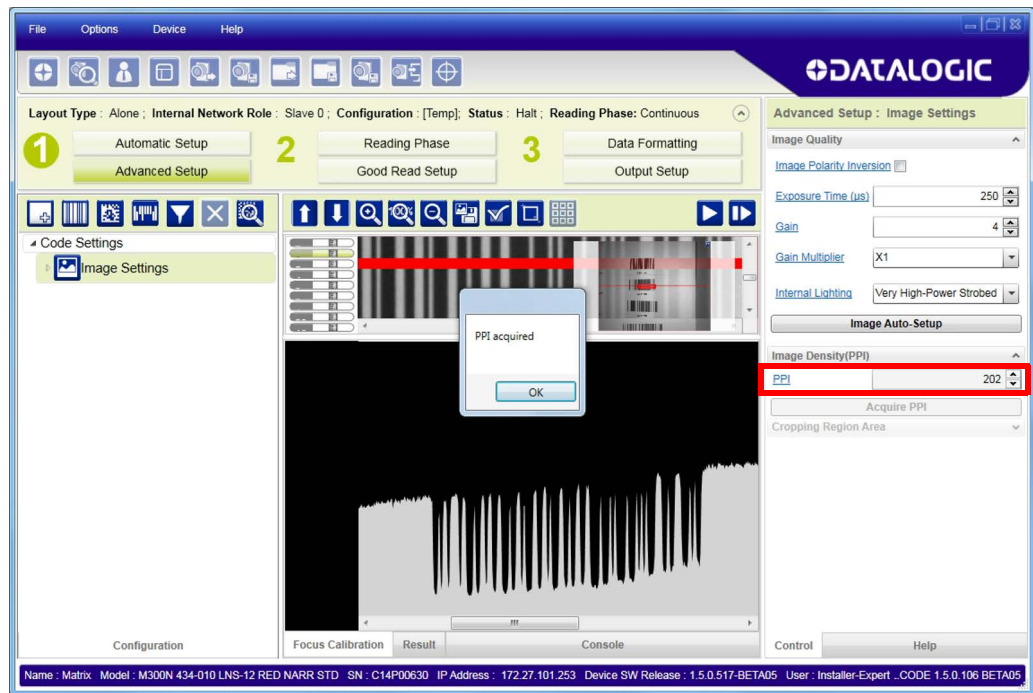 File Options Device Help
DATALOGIC
Layout Type : Alone ; Internal Network Role : Slave 0 ; Configuration : [Temp]; Status : Halt ; Reading Phase: Continuous
1
Automatic Setup
Advanced Setup
2
Reading Phase
Good Read Setup
3
Data Formatting
Output Setup
Code Settings
Image Settings
100%
PPI acquired
OK
Configuration
Focus Calibration Result Console
Advanced Setup : Image Settings
Image Quality
Image Polarity Inversion
Exposure Time (µs) 250
Gain 4
Gain Multiplier X1
Internal Lighting Very High-Power Strobed
Image Auto-Setup
Image Density(PPI)
PPI 202
Acquire PPI
Cropping Region Area
Control Help
Name : Matrix Model : M300N 434-010 LNS-12 RED NARR STD SN : C14P00630 IP Address : 172.27.101.253 Device SW Release : 1.5.0.517-BETA05 User : Installer-Expert ..CODE 1.5.0.106 BETA05